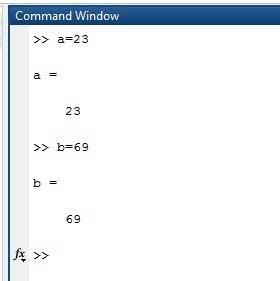 Command Window
>> a=23
a =
23
>> b=69
b =
69
fx >>